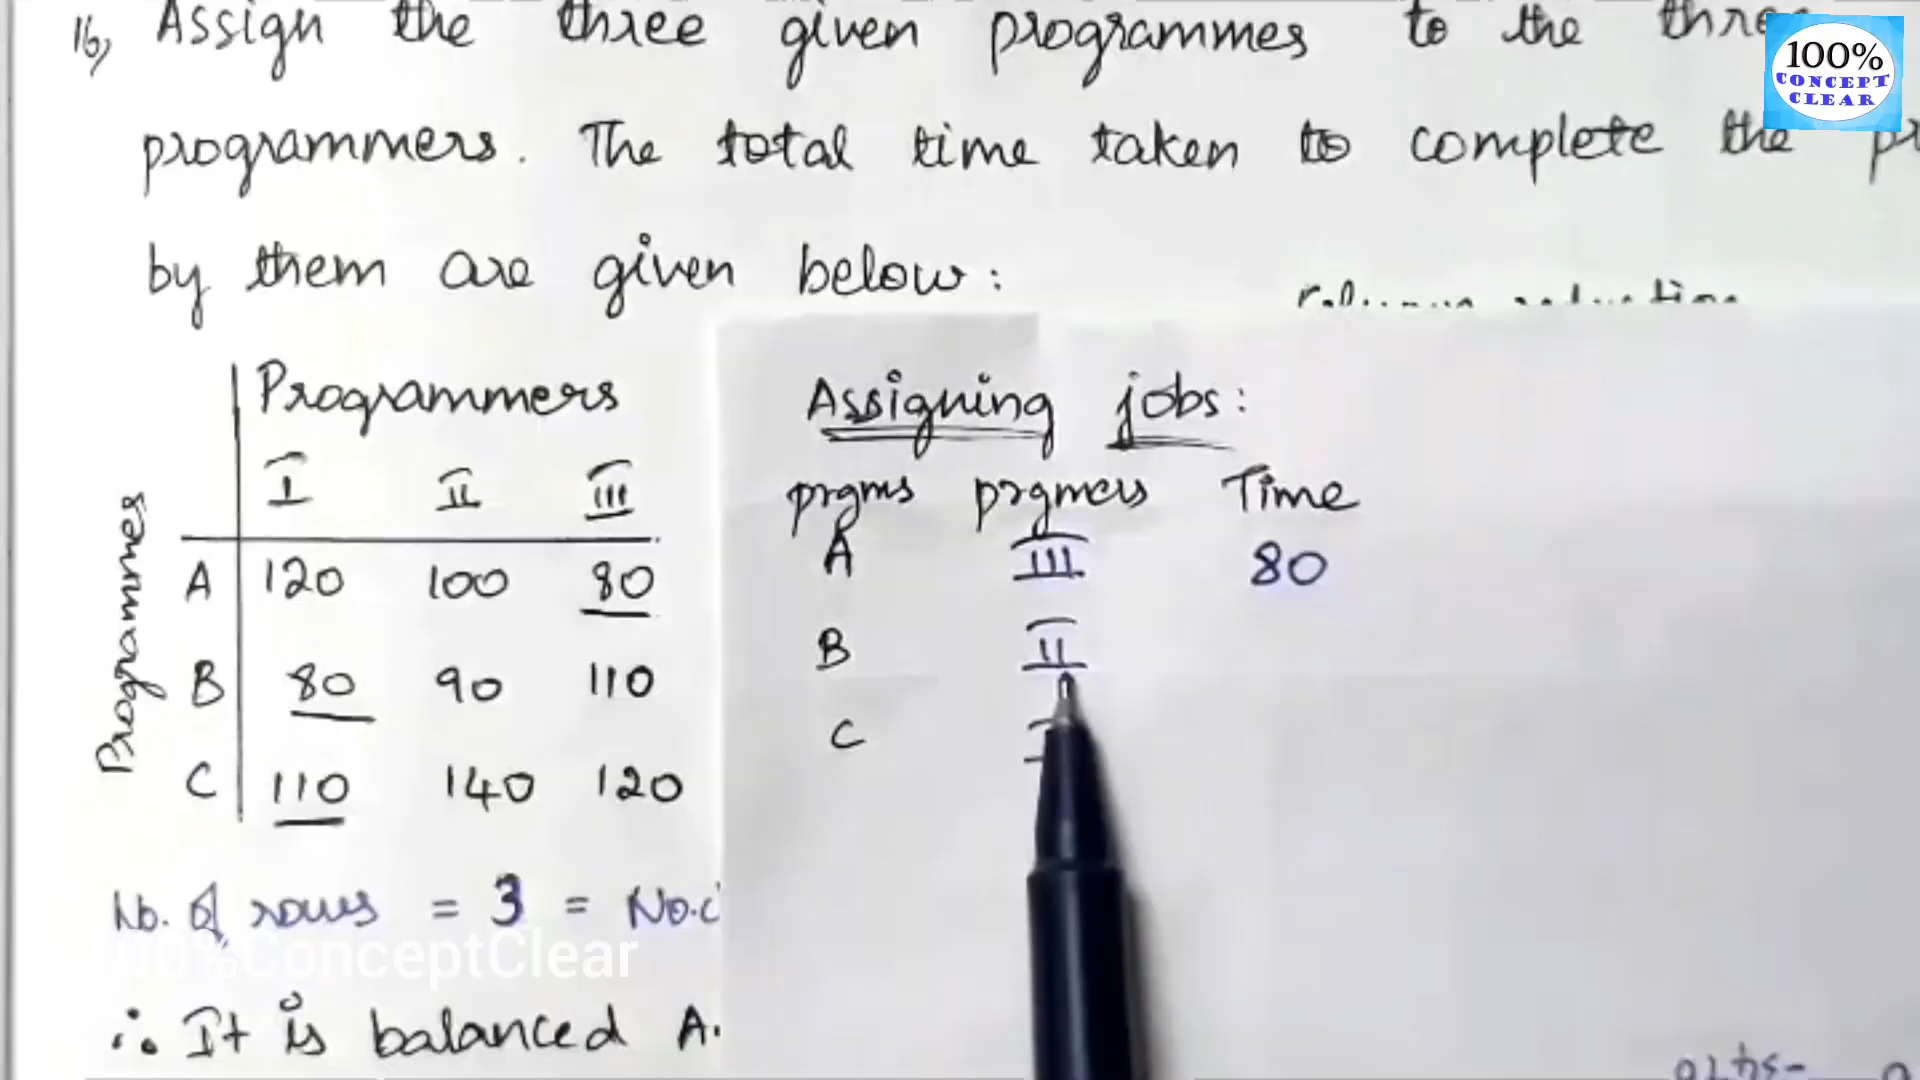 16, Assign the three given programmes to the three
100%
CONCEPT
CLEAR
programmers. The total time taken to complete the
by them are given below:
Programmers
I II III
Programmes
A 120 100 80
B 80 90 110
C 110 140 120
No. of rows = 3 = No.
100%ConceptClear
∴ It is balanced A.
Assigning jobs:
prgms prgmers Time
A III 80
B II
C